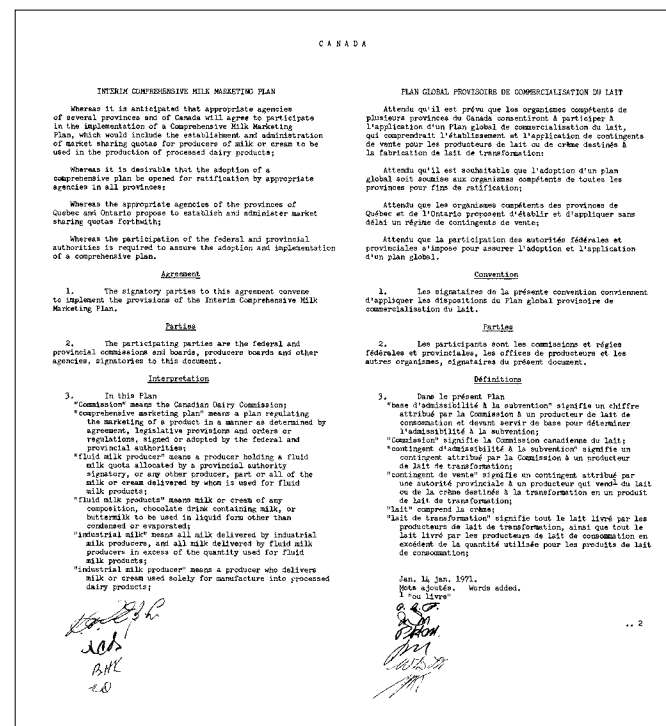 CANADA
INTERIM COMPREHENSIVE MILK MARKETING PLAN
Whereas it is anticipated that appropriate agencies
of several provinces and of Canada will agree to participate
in the implementation of a Comprehensive Milk Marketing
Plan, which would include the establishment and administration
of market sharing quotas for producers of milk or cream to be
used in the production of processed dairy products;
Whereas it is desirable that the adoption of a
comprehensive plan be opened for ratification by appropriate
agencies in all provinces;
Whereas the appropriate agencies of the provinces of
Quebec and Ontario propose to establish and administer market
sharing quotas forthwith;
Whereas the participation of the federal and provincial
authorities is required to assure the adoption and implementation
of a comprehensive plan.
Agreement
1. The signatory parties to this agreement convene
to implement the provisions of the Interim Comprehensive Milk
Marketing Plan.
Parties
2. The participating parties are the federal and
provincial commissions and boards, producers boards and other
agencies, signatories to this document.
Interpretation
3. In this Plan
"Commission" means the Canadian Dairy Commission;
"comprehensive marketing plan" means a plan regulating
the marketing of a product in a manner as determined by
agreement, legislative provisions and orders or
regulations, signed or adopted by the federal and
provincial authorities;
"fluid milk producer" means a producer holding a fluid
milk quota allocated by a provincial authority
signatory, or any other producer, part or all of the
milk or cream delivered by whom is used for fluid
milk products;
"fluid milk products" means milk or cream of any
composition, chocolate drink containing milk, or
buttermilk to be used in liquid form other than
condensed or evaporated;
"industrial milk" means all milk delivered by industrial
milk producers, and all milk delivered by fluid milk
producers in excess of the quantity used for fluid
milk products;
"industrial milk producer" means a producer who delivers
milk or cream used solely for manufacture into processed
dairy products;
PLAN GLOBAL PROVISOIRE DE COMMERCIALISATION DU LAIT
Attendu qu'il est prévu que les organismes compétents de
plusieurs provinces du Canada consentiront à participer à
l'application d'un Plan global de commercialisation du lait,
qui comprendrait l'établissement et l'application de contingents
de vente pour les producteurs de lait ou de crème destinés à
la fabrication de lait de transformation:
Attendu qu'il est souhaitable que l'adoption d'un plan
global soit soumise aux organismes compétents de toutes les
provinces pour fins de ratification;
Attendu que les organismes compétents des provinces de
Québec et de l'Ontario proposent d'établir et d'appliquer sans
délai un régime de contingents de vente;
Attendu que la participation des autorités fédérales et
provinciales s'impose pour assurer l'adoption et l'application
d'un plan global.
Convention
1. Les signataires de la présente convention conviennent
d'appliquer les dispositions du Plan global provisoire de
commercialisation du lait.
Parties
2. Les participants sont les commissions et régies
fédérales et provinciales, les offices de producteurs et les
autres organismes, signataires du présent document.
Définitions
3. Dans le présent Plan
"base d'admissibilité à la subvention" signifie un chiffre
attribué par la Commission à un producteur de lait de
consommation et devant servir de base pour déterminer
l'admissibilité à la subvention;
"Commission" signifie la Commission canadienne du lait;
"contingent d'admissibilité à la subvention" signifie un
contingent attribué par la Commission à un producteur
de lait de transformation;
"contingent de vente" signifie un contingent attribué par
une autorité provinciale à un producteur qui vend¹ du lait
ou de la crème destinés à la transformation en un produit
de lait de transformation;
"lait" comprend la crème;
"lait de transformation" signifie tout le lait livré par les
producteurs de lait de transformation, ainsi que tout le
lait livré par les producteurs de lait de consommation en
excédent de la quantité utilisée pour les produits de lait
de consommation;
Jan. 14 jan. 1971.
Mots ajoutés. Words added.
1 "ou livre"
.. 2